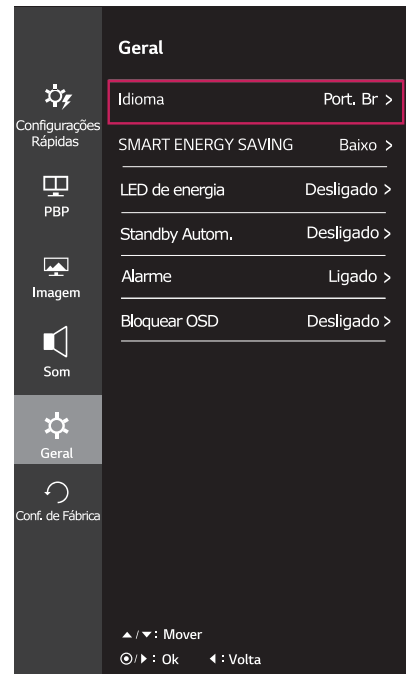 Geral
Configurações
Rápidas
PBP
Imagem
Som
Geral
Conf. de Fábrica
Idioma Port. Br >
SMART ENERGY SAVING Baixo >
LED de energia Desligado >
Standby Autom. Desligado >
Alarme Ligado >
Bloquear OSD Desligado >
▲/▼: Mover
◉/▶: Ok ◀: Volta